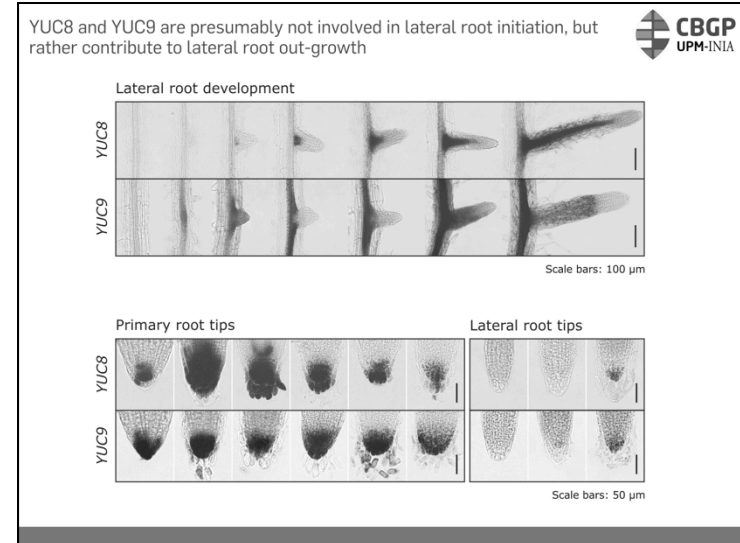 YUC8 and YUC9 are presumably not involved in lateral root initiation, but
rather contribute to lateral root out-growth
CBGP
UPM-INIA
Lateral root development
YUC8
YUC9
Scale bars: 100 µm
Primary root tips
Lateral root tips
YUC8
YUC9
Scale bars: 50 µm